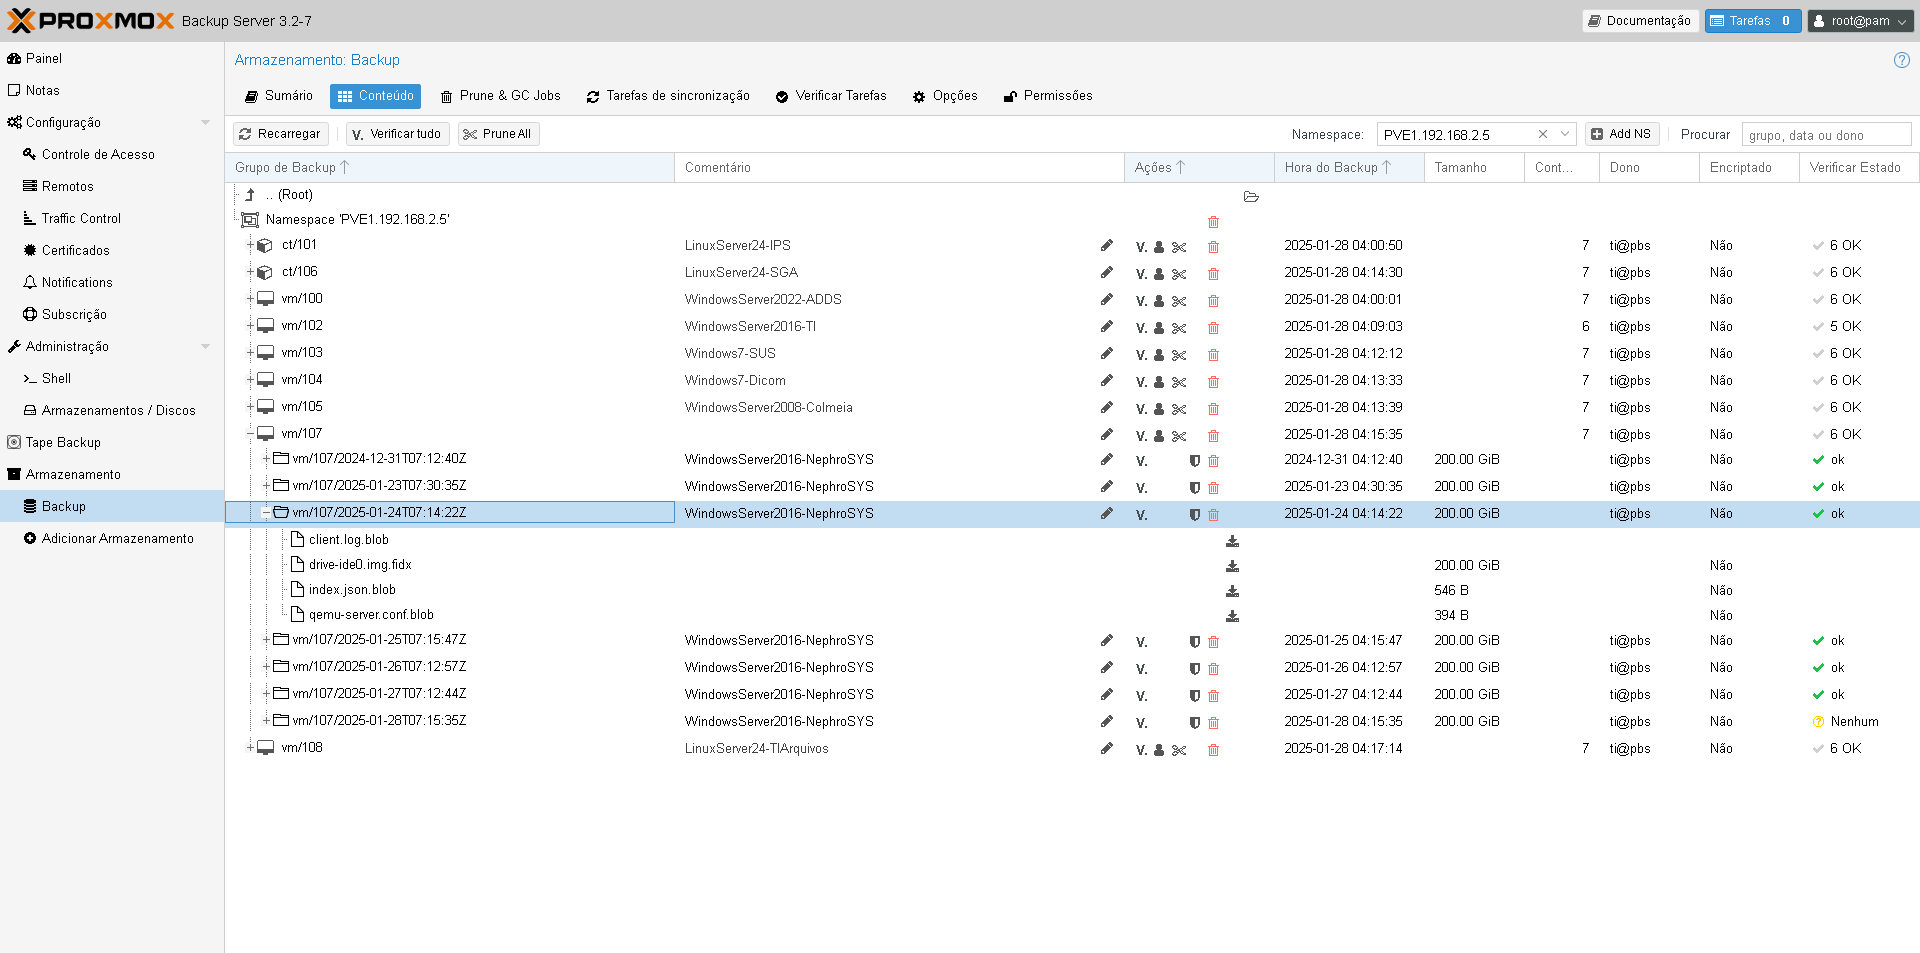 PROXMOX Backup Server 3.2-7
Documentação
Tarefas 0
root@pam
Painel
Notas
Configuração
Controle de Acesso
Remotos
Traffic Control
Certificados
Notifications
Subscrição
Administração
Shell
Armazenamentos / Discos
Tape Backup
Armazenamento
Backup
Adicionar Armazenamento
Armazenamento: Backup
Sumário Conteúdo Prune & GC Jobs Tarefas de sincronização Verificar Tarefas Opções Permissões
Recarregar V. Verificar tudo Prune All Namespace: PVE1.192.168.2.5 Add NS Procurar grupo, data ou dono
Grupo de Backup Comentário Ações Hora do Backup Tamanho Cont... Dono Encriptado Verificar Estado
.. (Root)
Namespace 'PVE1.192.168.2.5'
ct/101 LinuxServer24-IPS V. 2025-01-28 04:00:50 7 ti@pbs Não 6 OK
ct/106 LinuxServer24-SGA V. 2025-01-28 04:14:30 7 ti@pbs Não 6 OK
vm/100 WindowsServer2022-ADDS V. 2025-01-28 04:00:01 7 ti@pbs Não 6 OK
vm/102 WindowsServer2016-TI V. 2025-01-28 04:09:03 6 ti@pbs Não 5 OK
vm/103 Windows7-SUS V. 2025-01-28 04:12:12 7 ti@pbs Não 6 OK
vm/104 Windows7-Dicom V. 2025-01-28 04:13:33 7 ti@pbs Não 6 OK
vm/105 WindowsServer2008-Colmeia V. 2025-01-28 04:13:39 7 ti@pbs Não 6 OK
vm/107 V. 2025-01-28 04:15:35 7 ti@pbs Não 6 OK
vm/107/2024-12-31T07:12:40Z WindowsServer2016-NephroSYS V. 2024-12-31 04:12:40 200.00 GiB ti@pbs Não ok
vm/107/2025-01-23T07:30:35Z WindowsServer2016-NephroSYS V. 2025-01-23 04:30:35 200.00 GiB ti@pbs Não ok
vm/107/2025-01-24T07:14:22Z WindowsServer2016-NephroSYS V. 2025-01-24 04:14:22 200.00 GiB ti@pbs Não ok
client.log.blob
drive-ide0.img.fidx 200.00 GiB Não
index.json.blob 546 B Não
qemu-server.conf.blob 394 B Não
vm/107/2025-01-25T07:15:47Z WindowsServer2016-NephroSYS V. 2025-01-25 04:15:47 200.00 GiB ti@pbs Não ok
vm/107/2025-01-26T07:12:57Z WindowsServer2016-NephroSYS V. 2025-01-26 04:12:57 200.00 GiB ti@pbs Não ok
vm/107/2025-01-27T07:12:44Z WindowsServer2016-NephroSYS V. 2025-01-27 04:12:44 200.00 GiB ti@pbs Não ok
vm/107/2025-01-28T07:15:35Z WindowsServer2016-NephroSYS V. 2025-01-28 04:15:35 200.00 GiB ti@pbs Não Nenhum
vm/108 LinuxServer24-TIArquivos V. 2025-01-28 04:17:14 7 ti@pbs Não 6 OK